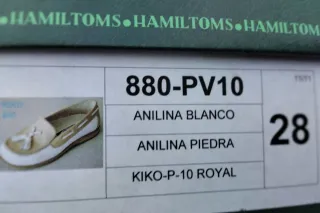 HAMILTOMS • HAMILTOMS • HAMILTOMS
880-PV10
ANILINA BLANCO
ANILINA PIEDRA
KIKO-P-10 ROYAL
28